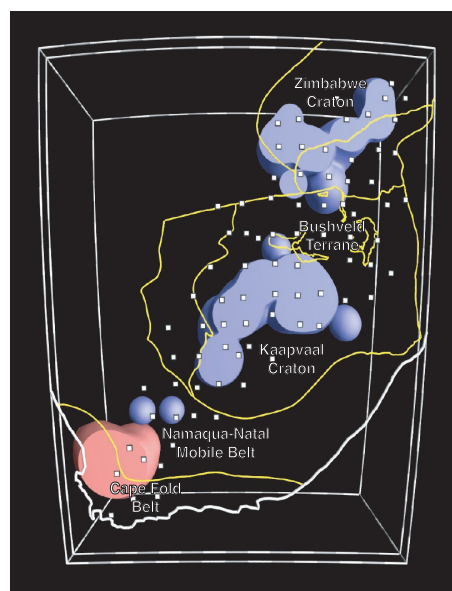 Zimbabwe
Craton
Bushveld
Terrane
Kaapvaal
Craton
Namaqua-Natal
Mobile Belt
Cape Fold
Belt